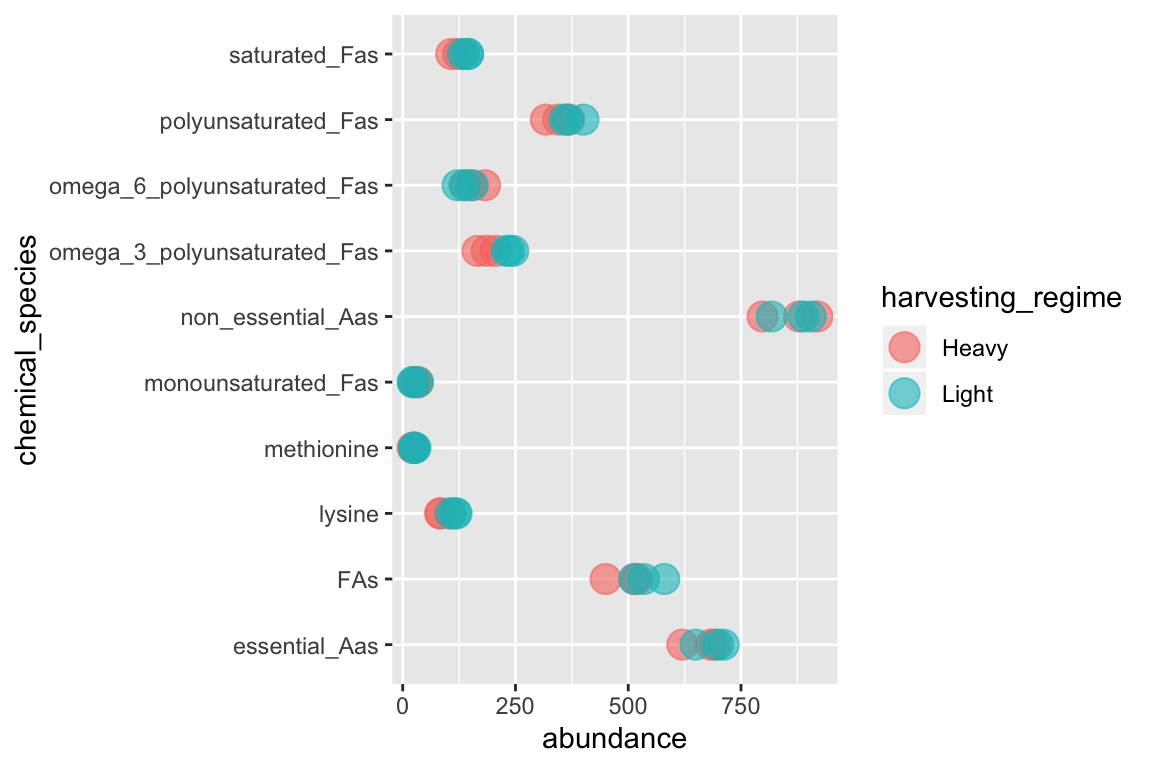 saturated_Fas
polyunsaturated_Fas
omega_6_polyunsaturated_Fas
omega_3_polyunsaturated_Fas
non_essential_Aas
monounsaturated_Fas
methionine
lysine
FAs
essential_Aas
chemical_species
0 250 500 750
abundance
harvesting_regime
Heavy
Light